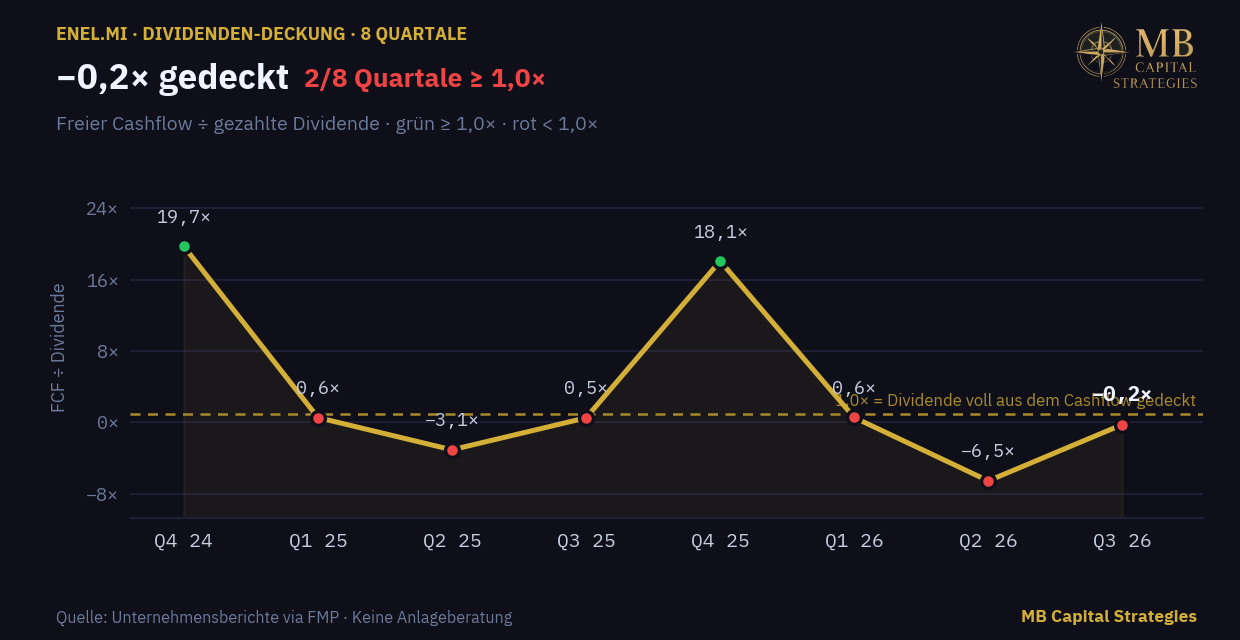 ENEL.MI · DIVIDENDEN-DECKUNG · 8 QUARTALE
−0,2× gedeckt 2/8 Quartale ≥ 1,0×
Freier Cashflow ÷ gezahlte Dividende · grün ≥ 1,0× · rot < 1,0×
MB
CAPITAL
STRATEGIES
FCF ÷ Dividende
24×
16×
8×
0×
−8×
19,7×
0,6×
−3,1×
0,5×
18,1×
0,6×
−6,5×
−0,2×
1,0× = Dividende voll aus dem Cashflow gedeckt
Q4 24
Q1 25
Q2 25
Q3 25
Q4 25
Q1 26
Q2 26
Q3 26
Quelle: Unternehmensberichte via FMP · Keine Anlageberatung
MB Capital Strategies